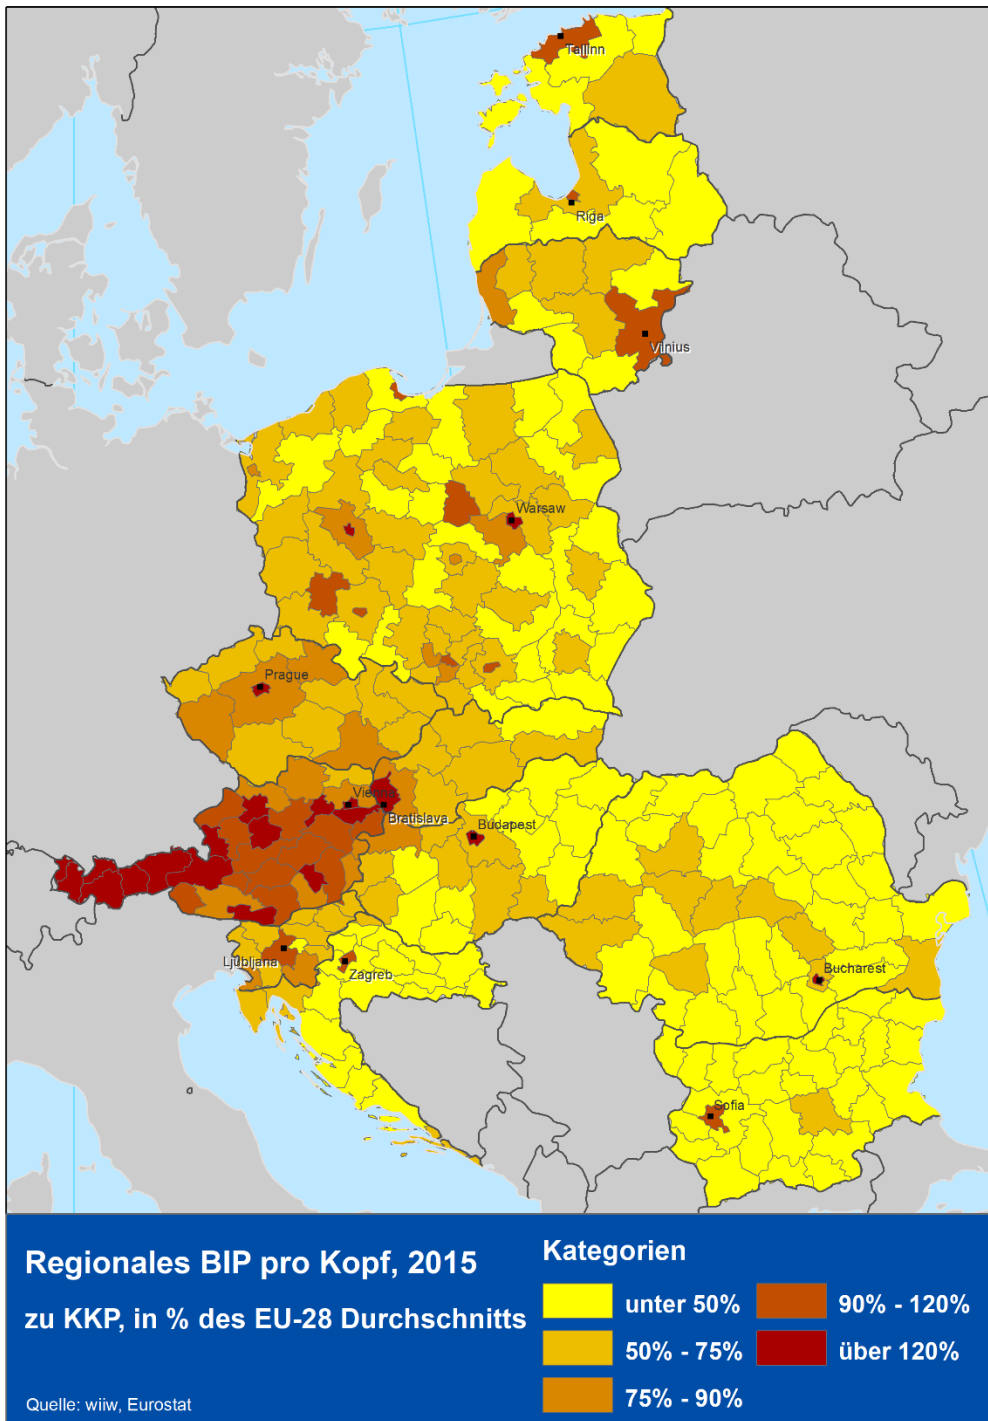 Tallinn
Riga
Vilnius
Warsaw
Prague
Vienna
Bratislava
Budapest
Ljubljana
Zagreb
Bucharest
Sofia
Regionales BIP pro Kopf, 2015
zu KKP, in % des EU-28 Durchschnitts
Quelle: wiiw, Eurostat
Kategorien
unter 50%
50% - 75%
75% - 90%
90% - 120%
über 120%